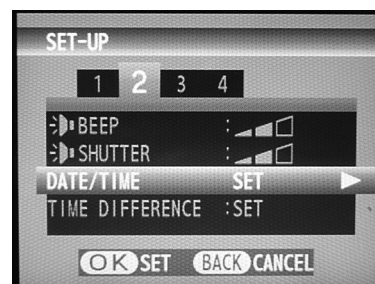 SET-UP
1 2 3 4
BEEP :
SHUTTER :
DATE/TIME SET
TIME DIFFERENCE :SET
OK SET BACK CANCEL